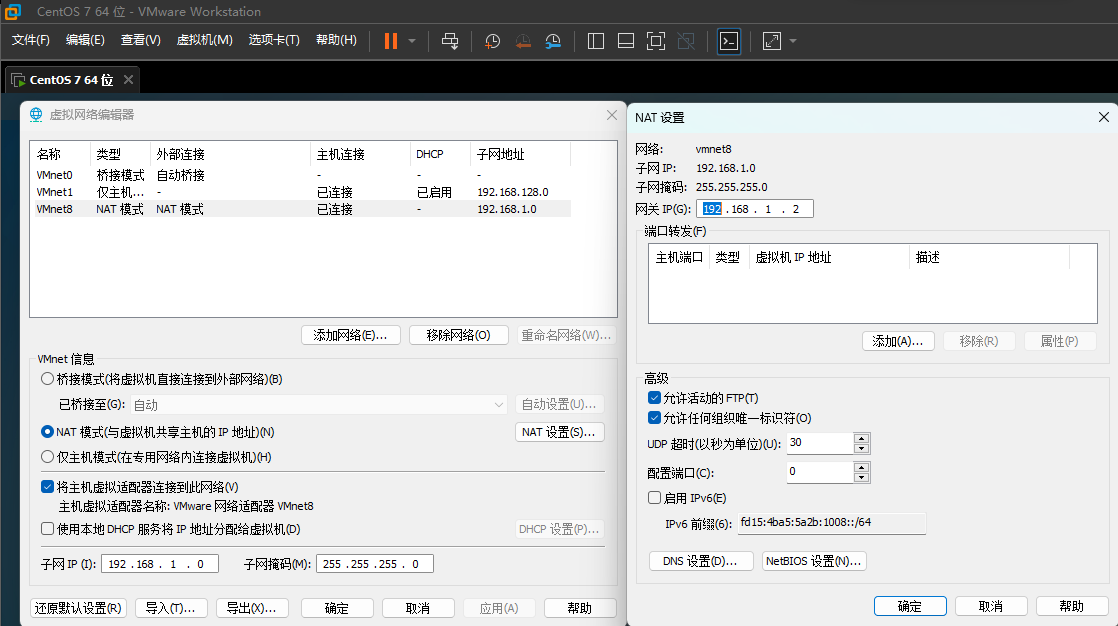 CentOS 7 64 位 - VMware Workstation
文件(F) 编辑(E) 查看(V) 虚拟机(M) 选项卡(T) 帮助(H)
CentOS 7 64 位
虚拟网络编辑器
名称 类型 外部连接 主机连接 DHCP 子网地址
VMnet0 桥接模式 自动桥接 - - -
VMnet1 仅主机... - 已连接 已启用 192.168.128.0
VMnet8 NAT 模式 NAT 模式 已连接 - 192.168.1.0
添加网络(E)... 移除网络(O) 重命名网络(W)...
VMnet 信息
桥接模式(将虚拟机直接连接到外部网络)(B)
已桥接至(G): 自动 自动设置(U)...
NAT 模式(与虚拟机共享主机的 IP 地址)(N) NAT 设置(S)...
仅主机模式(在专用网络内连接虚拟机)(H)
将主机虚拟适配器连接到此网络(V)
主机虚拟适配器名称: VMware 网络适配器 VMnet8
使用本地 DHCP 服务将 IP 地址分配给虚拟机(D) DHCP 设置(P)...
子网 IP (I): 192 . 168 . 1 . 0 子网掩码(M): 255 . 255 . 255 . 0
还原默认设置(R) 导入(T)... 导出(X)... 确定 取消 应用(A) 帮助
NAT 设置
网络: vmnet8
子网 IP: 192.168.1.0
子网掩码: 255.255.255.0
网关 IP(G): 192 . 168 . 1 . 2
端口转发(F)
主机端口 类型 虚拟机 IP 地址 描述
添加(A)... 移除(R) 属性(P)
高级
允许活动的 FTP(T)
允许任何组织唯一标识符(O)
UDP 超时(以秒为单位)(U): 30
配置端口(C): 0
启用 IPv6(E)
IPv6 前缀(6): fd15:4ba5:5a2b:1008::/64
DNS 设置(D)... NetBIOS 设置(N)...
确定 取消 帮助